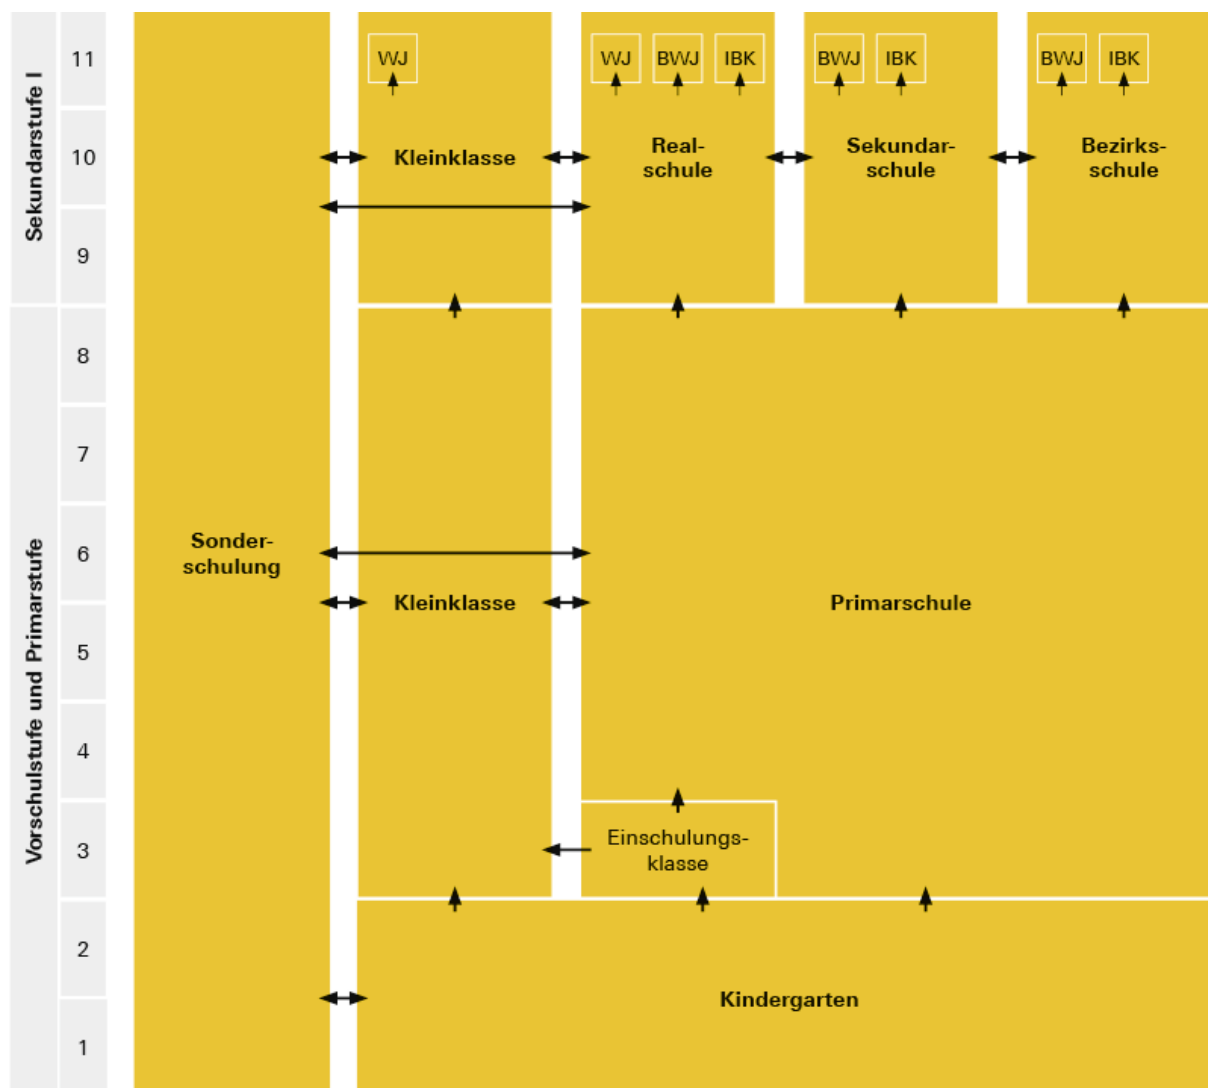 Sekundarstufe I
11
10
9
Vorschulstufe und Primarstufe
8
7
6
5
4
3
2
1
Sonder-
schulung
WJ
Kleinklasse
WJ BWJ IBK
Real-
schule
BWJ IBK
Sekundar-
schule
BWJ IBK
Bezirks-
schule
Kleinklasse
Primarschule
Einschulungs-
klasse
Kindergarten